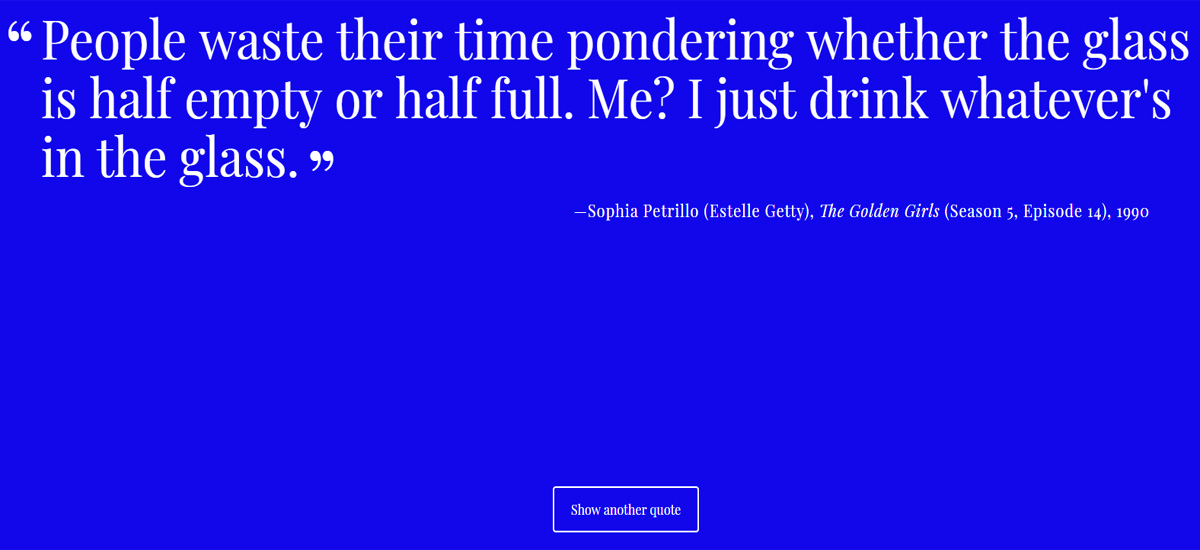 “People waste their time pondering whether the glass
is half empty or half full. Me? I just drink whatever's
in the glass.”
—Sophia Petrillo (Estelle Getty), The Golden Girls (Season 5, Episode 14), 1990
Show another quote